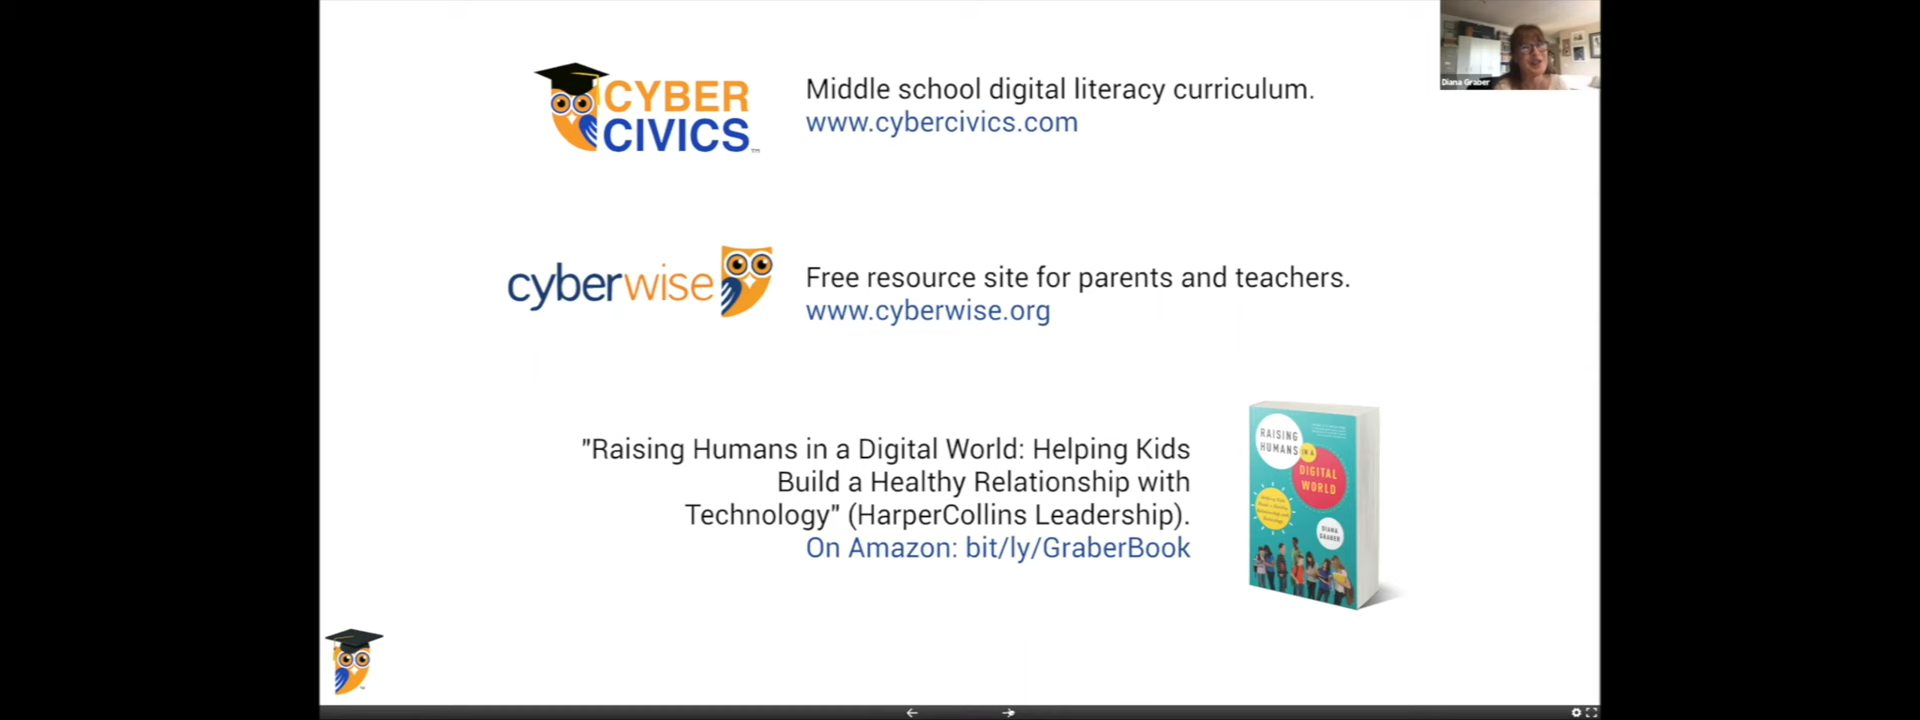 CYBER
CIVICS
™
Middle school digital literacy curriculum.
www.cybercivics.com
Diana Graber
cyberwise
Free resource site for parents and teachers.
www.cyberwise.org
"Raising Humans in a Digital World: Helping Kids
Build a Healthy Relationship with
Technology" (HarperCollins Leadership).
On Amazon: bit/ly/GraberBook
RAISING
HUMANS
IN A
DIGITAL
WORLD
DIANA
GRABER